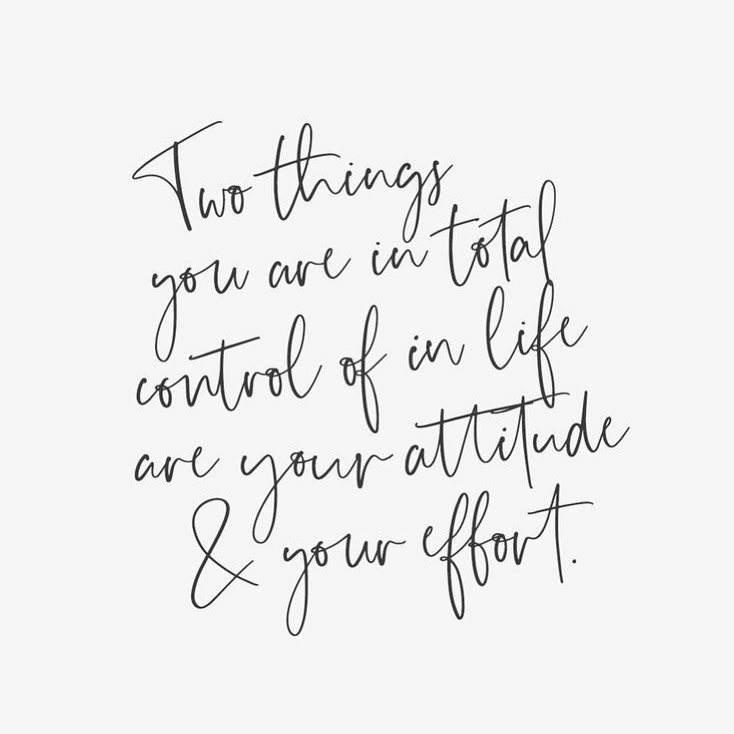 Two things
you are in total
control of in life
are your attitude
& your effort.